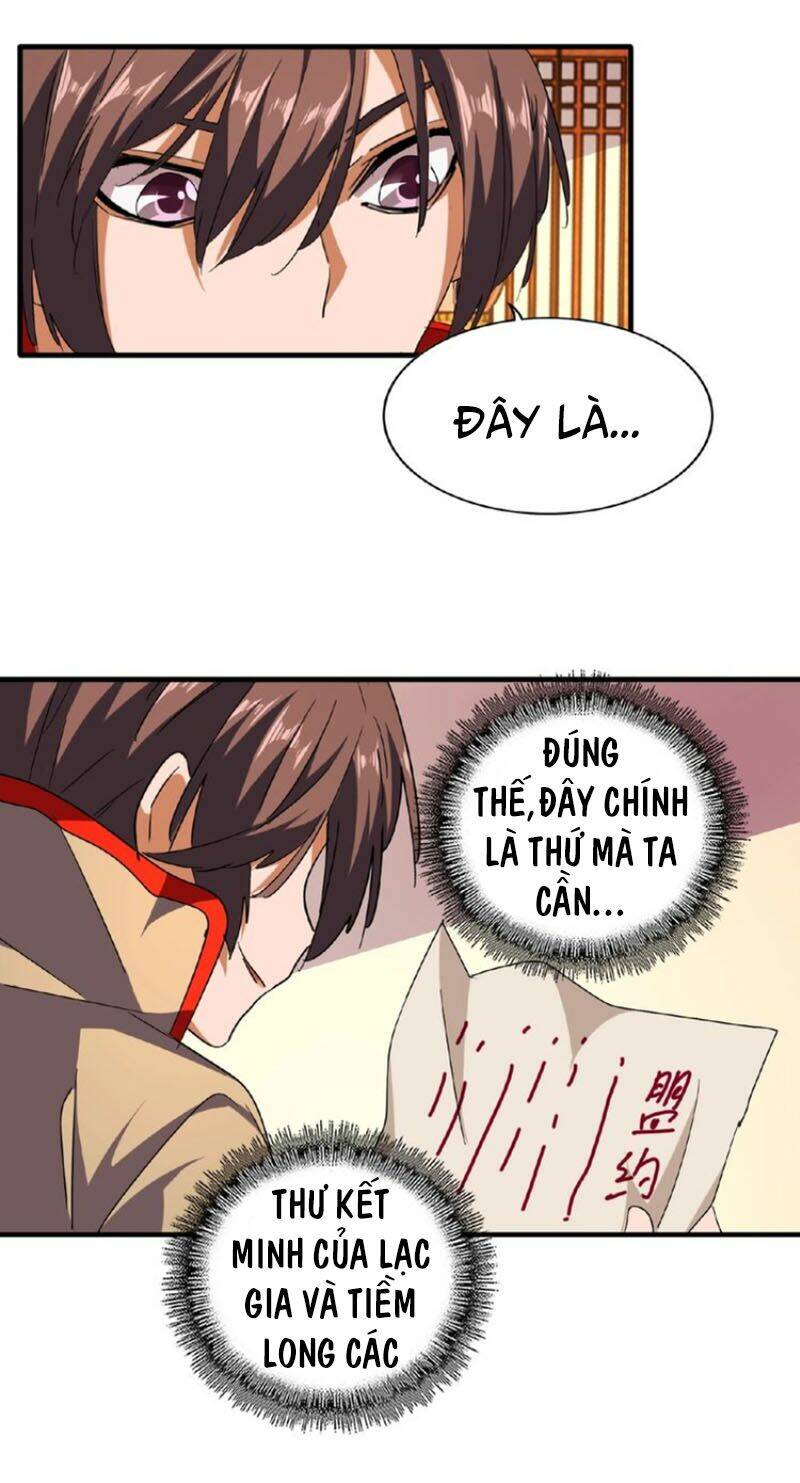 ĐÂY LÀ...
ĐÚNG
THẾ, ĐÂY CHÍNH
LÀ THỨ MÀ TA
CẦN...
盟
约
THƯ KẾT
MINH CỦA LẠC
GIA VÀ TIỀM
LONG CÁC